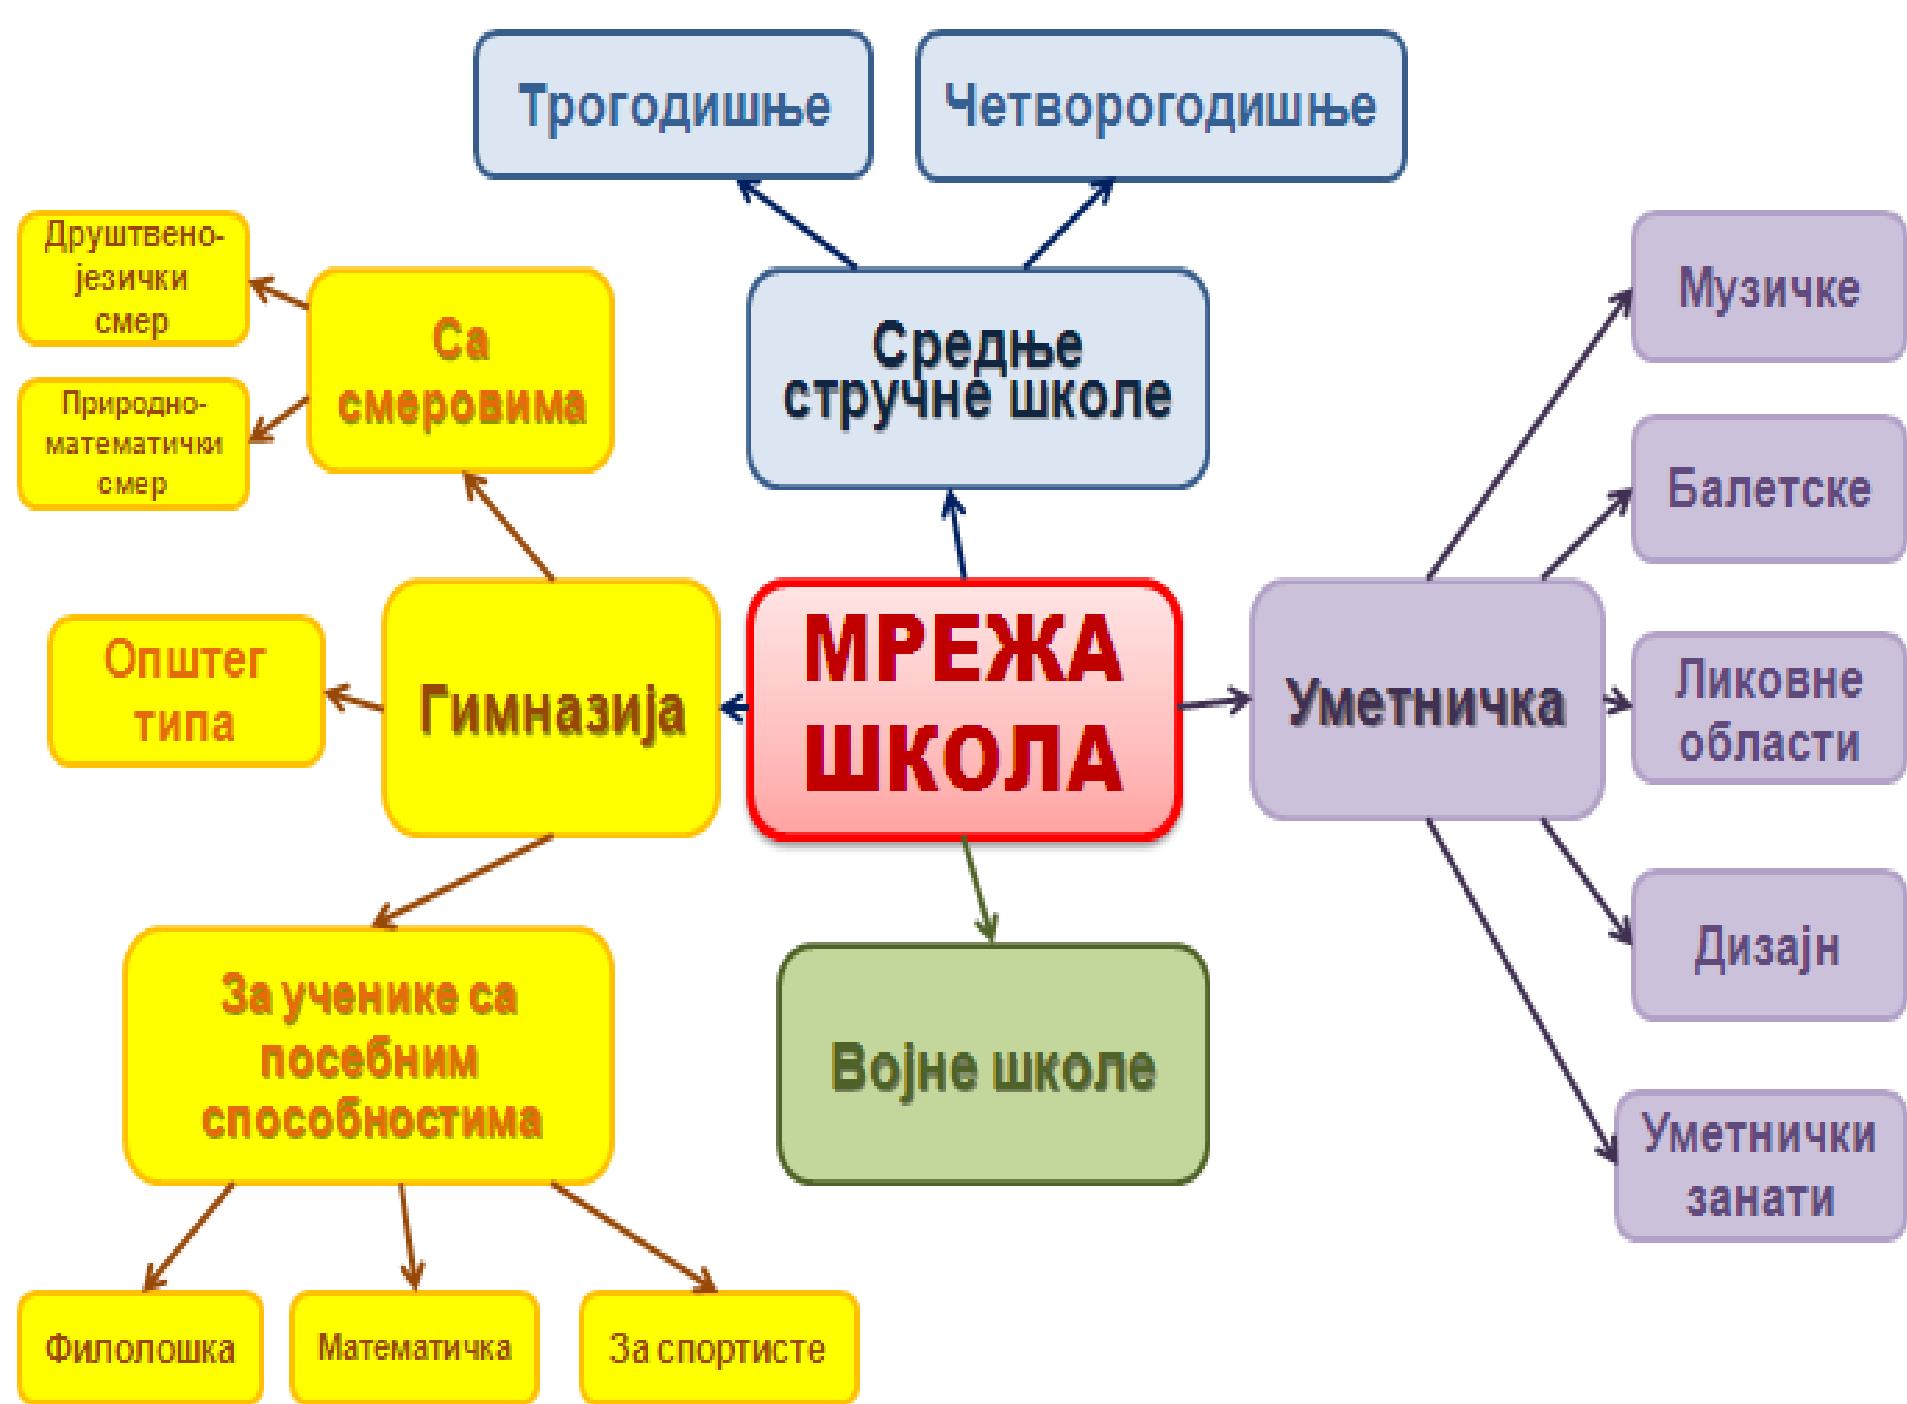 Трогодишње
Четворогодишње
Друштвено-
језички
смер
Природно-
математички
смер
Са
смеровима
Средње
стручне школе
Музичке
Балетске
Општег
типа
Гимназија
МРЕЖА
ШКОЛА
Уметничка
Ликовне
области
Дизајн
Уметнички
занати
За ученике са
посебним
способностима
Војне школе
Филолошка
Математичка
За спортисте